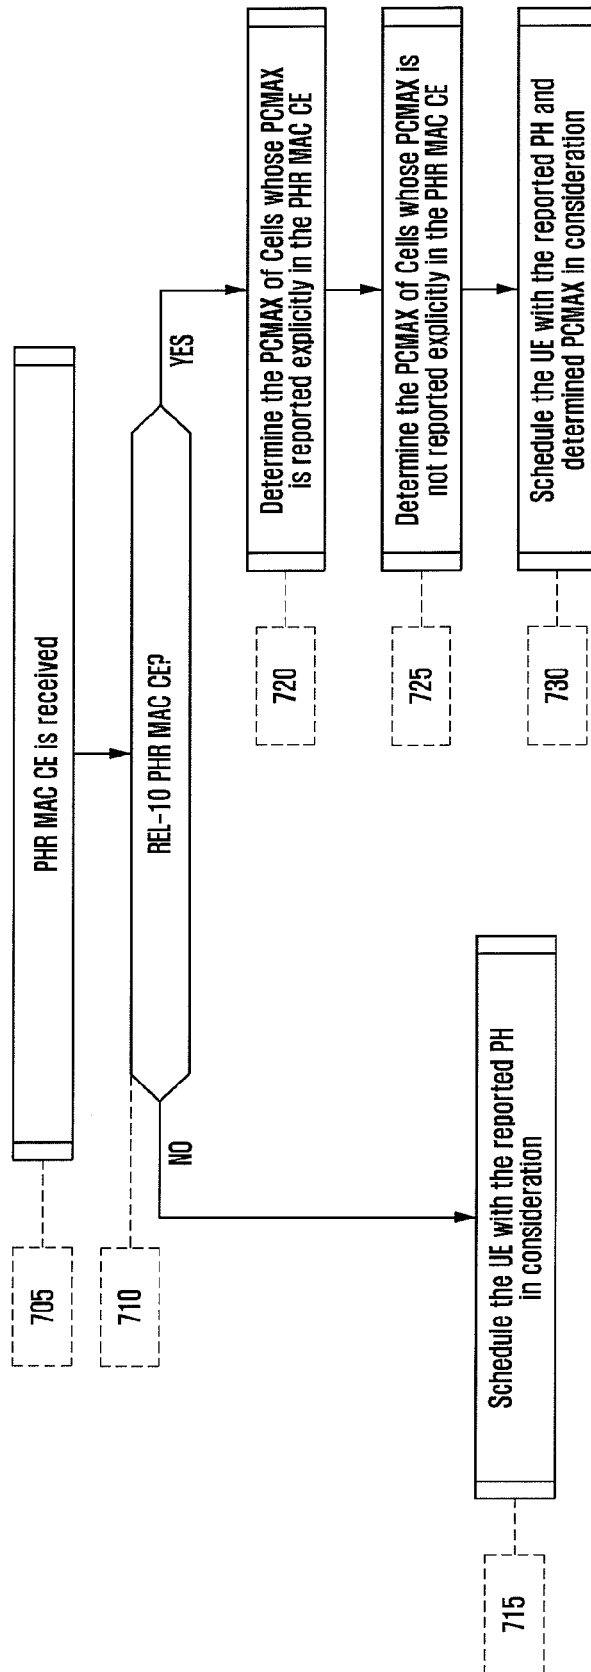 705
PHR MAC CE is received
710
REL-10 PHR MAC CE?
NO
YES
715
Schedule the UE with the reported PH
in consideration
720
Determine the PCMAX of Cells whose PCMAX
is reported explicitly in the PHR MAC CE
725
Determine the PCMAX of Cells whose PCMAX is
not reported explicitly in the PHR MAC CE
730
Schedule the UE with the reported PH and
determined PCMAX in consideration